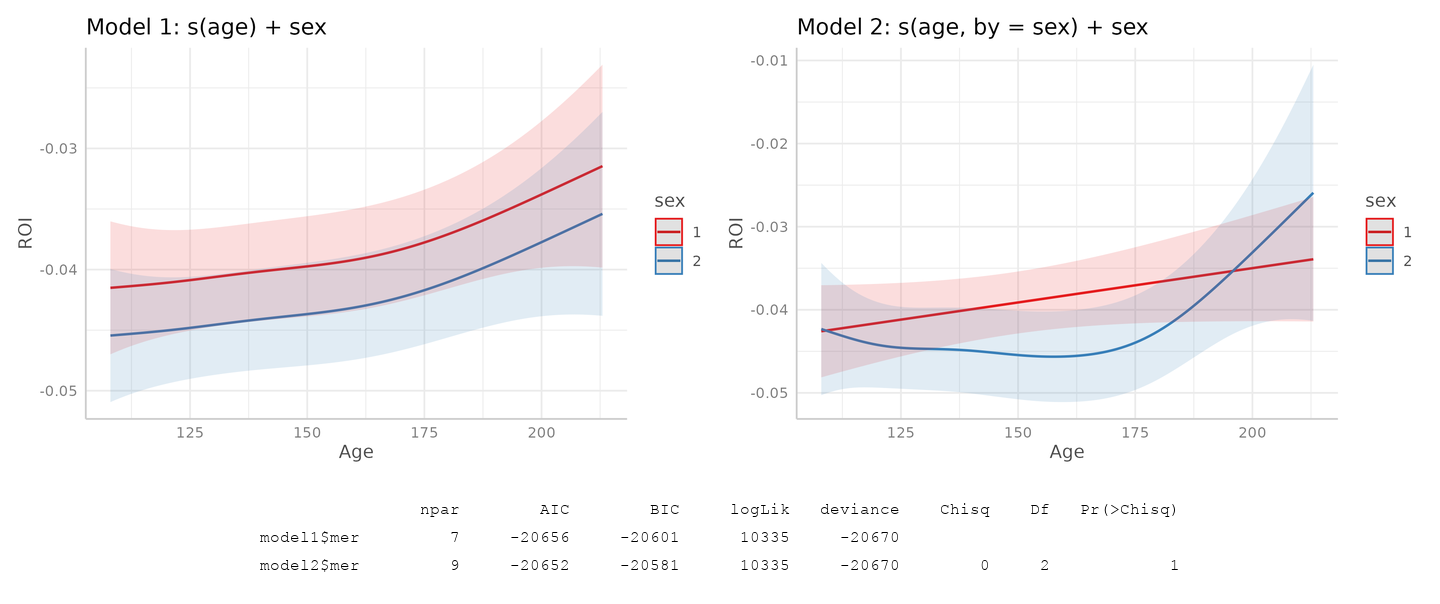 Model 1: s(age) + sex
-0.03
-0.04
-0.05
ROI
125 150 175 200
Age
sex
1
2
Model 2: s(age, by = sex) + sex
-0.01
-0.02
-0.03
-0.04
-0.05
ROI
125 150 175 200
Age
sex
1
2
npar AIC BIC logLik deviance Chisq Df Pr(>Chisq)
model1$mer 7 -20656 -20601 10335 -20670
model2$mer 9 -20652 -20581 10335 -20670 0 2 1